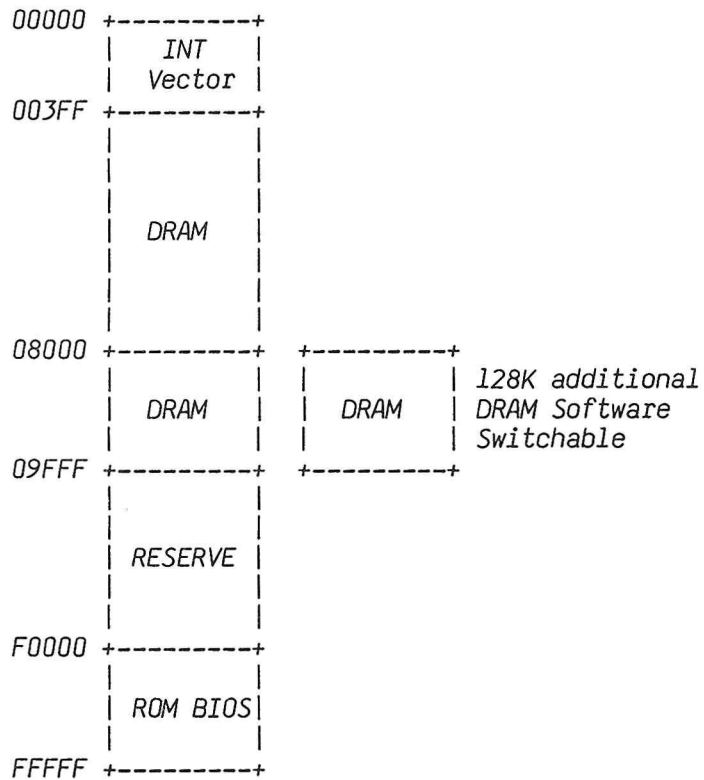 00000
INT
Vector
003FF
DRAM
08000
DRAM DRAM 128K additional
DRAM Software
Switchable
09FFF
RESERVE
F0000
ROM BIOS
FFFFF